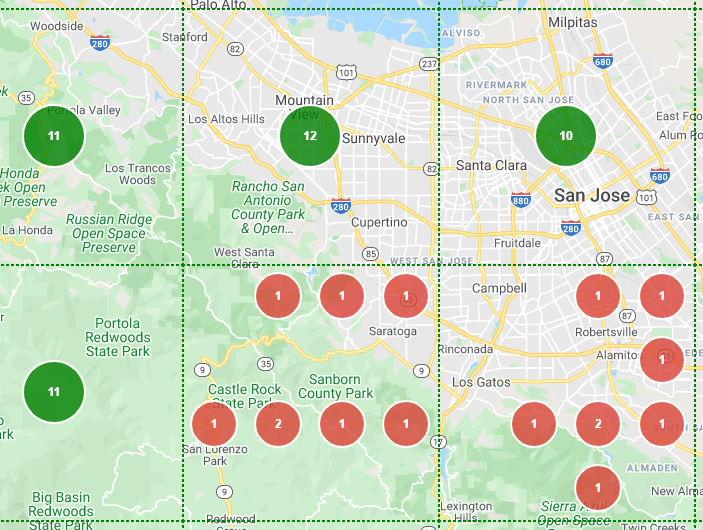 Palo Alto
Woodside
Milpitas
Stanford
ALVISO
280
82
101
237
680
35
RIVERMARK
NORTH SAN JOSE
Mountain
View
Portola Valley
Los Altos Hills
East Foo
11
12
10
Sunnyvale
Alum Ro
Honda
ek Open
Preserve
Los Trancos
Woods
82
Santa Clara
680
Rancho San
Antonio
County Park
& Open...
280
880
San Jose
101
Russian Ridge
Open Space
Preserve
La Honda
Cupertino
280
EAST SAN
Fruitdale
West Santa
Clara
85
WEST SAN JOSE
87
Campbell
1
1
1
1
1
Portola
Redwoods
State Park
Saratoga
87
Robertsville
Rinconada
Alamito
1
9
35
9
Los Gatos
11
Castle Rock
State Park
Sanborn
County Park
1
2
1
1
1
2
1
17
San Lorenzo
Park
ALMADEN
9
1
Big Basin
Redwoods
State Park
Lexington
Hills
Sierra Azul
Open Space
New Alma
Redwood
Grove
Twin Creeks